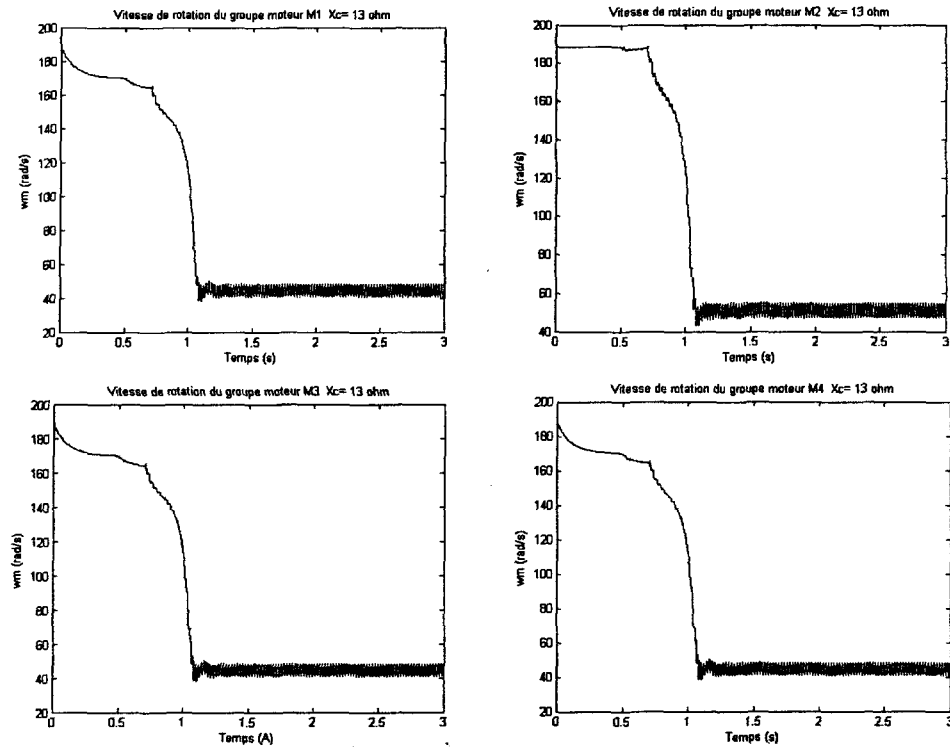 Vitesse de rotation du groupe moteur M1 Xc= 13 ohm
200
180
160
140
120
100
80
60
40
20
wm (rad/s)
0 0.5 1 1.5 2 2.5 3
Temps (s)
Vitesse de rotation du groupe moteur M2 Xc= 13 ohm
200
180
160
140
120
100
80
60
40
wm (rad/s)
0 0.5 1 1.5 2 2.5 3
Temps (s)
Vitesse de rotation du groupe moteur M3 Xc= 13 ohm
200
180
160
140
120
100
80
60
40
20
wm (rad/s)
0 0.5 1 1.5 2 2.5 3
Temps (A)
Vitesse de rotation du groupe moteur M4 Xc= 13 ohm
200
180
160
140
120
100
80
60
40
20
wm (rad/s)
0 0.5 1 1.5 2 2.5 3
Temps (s)